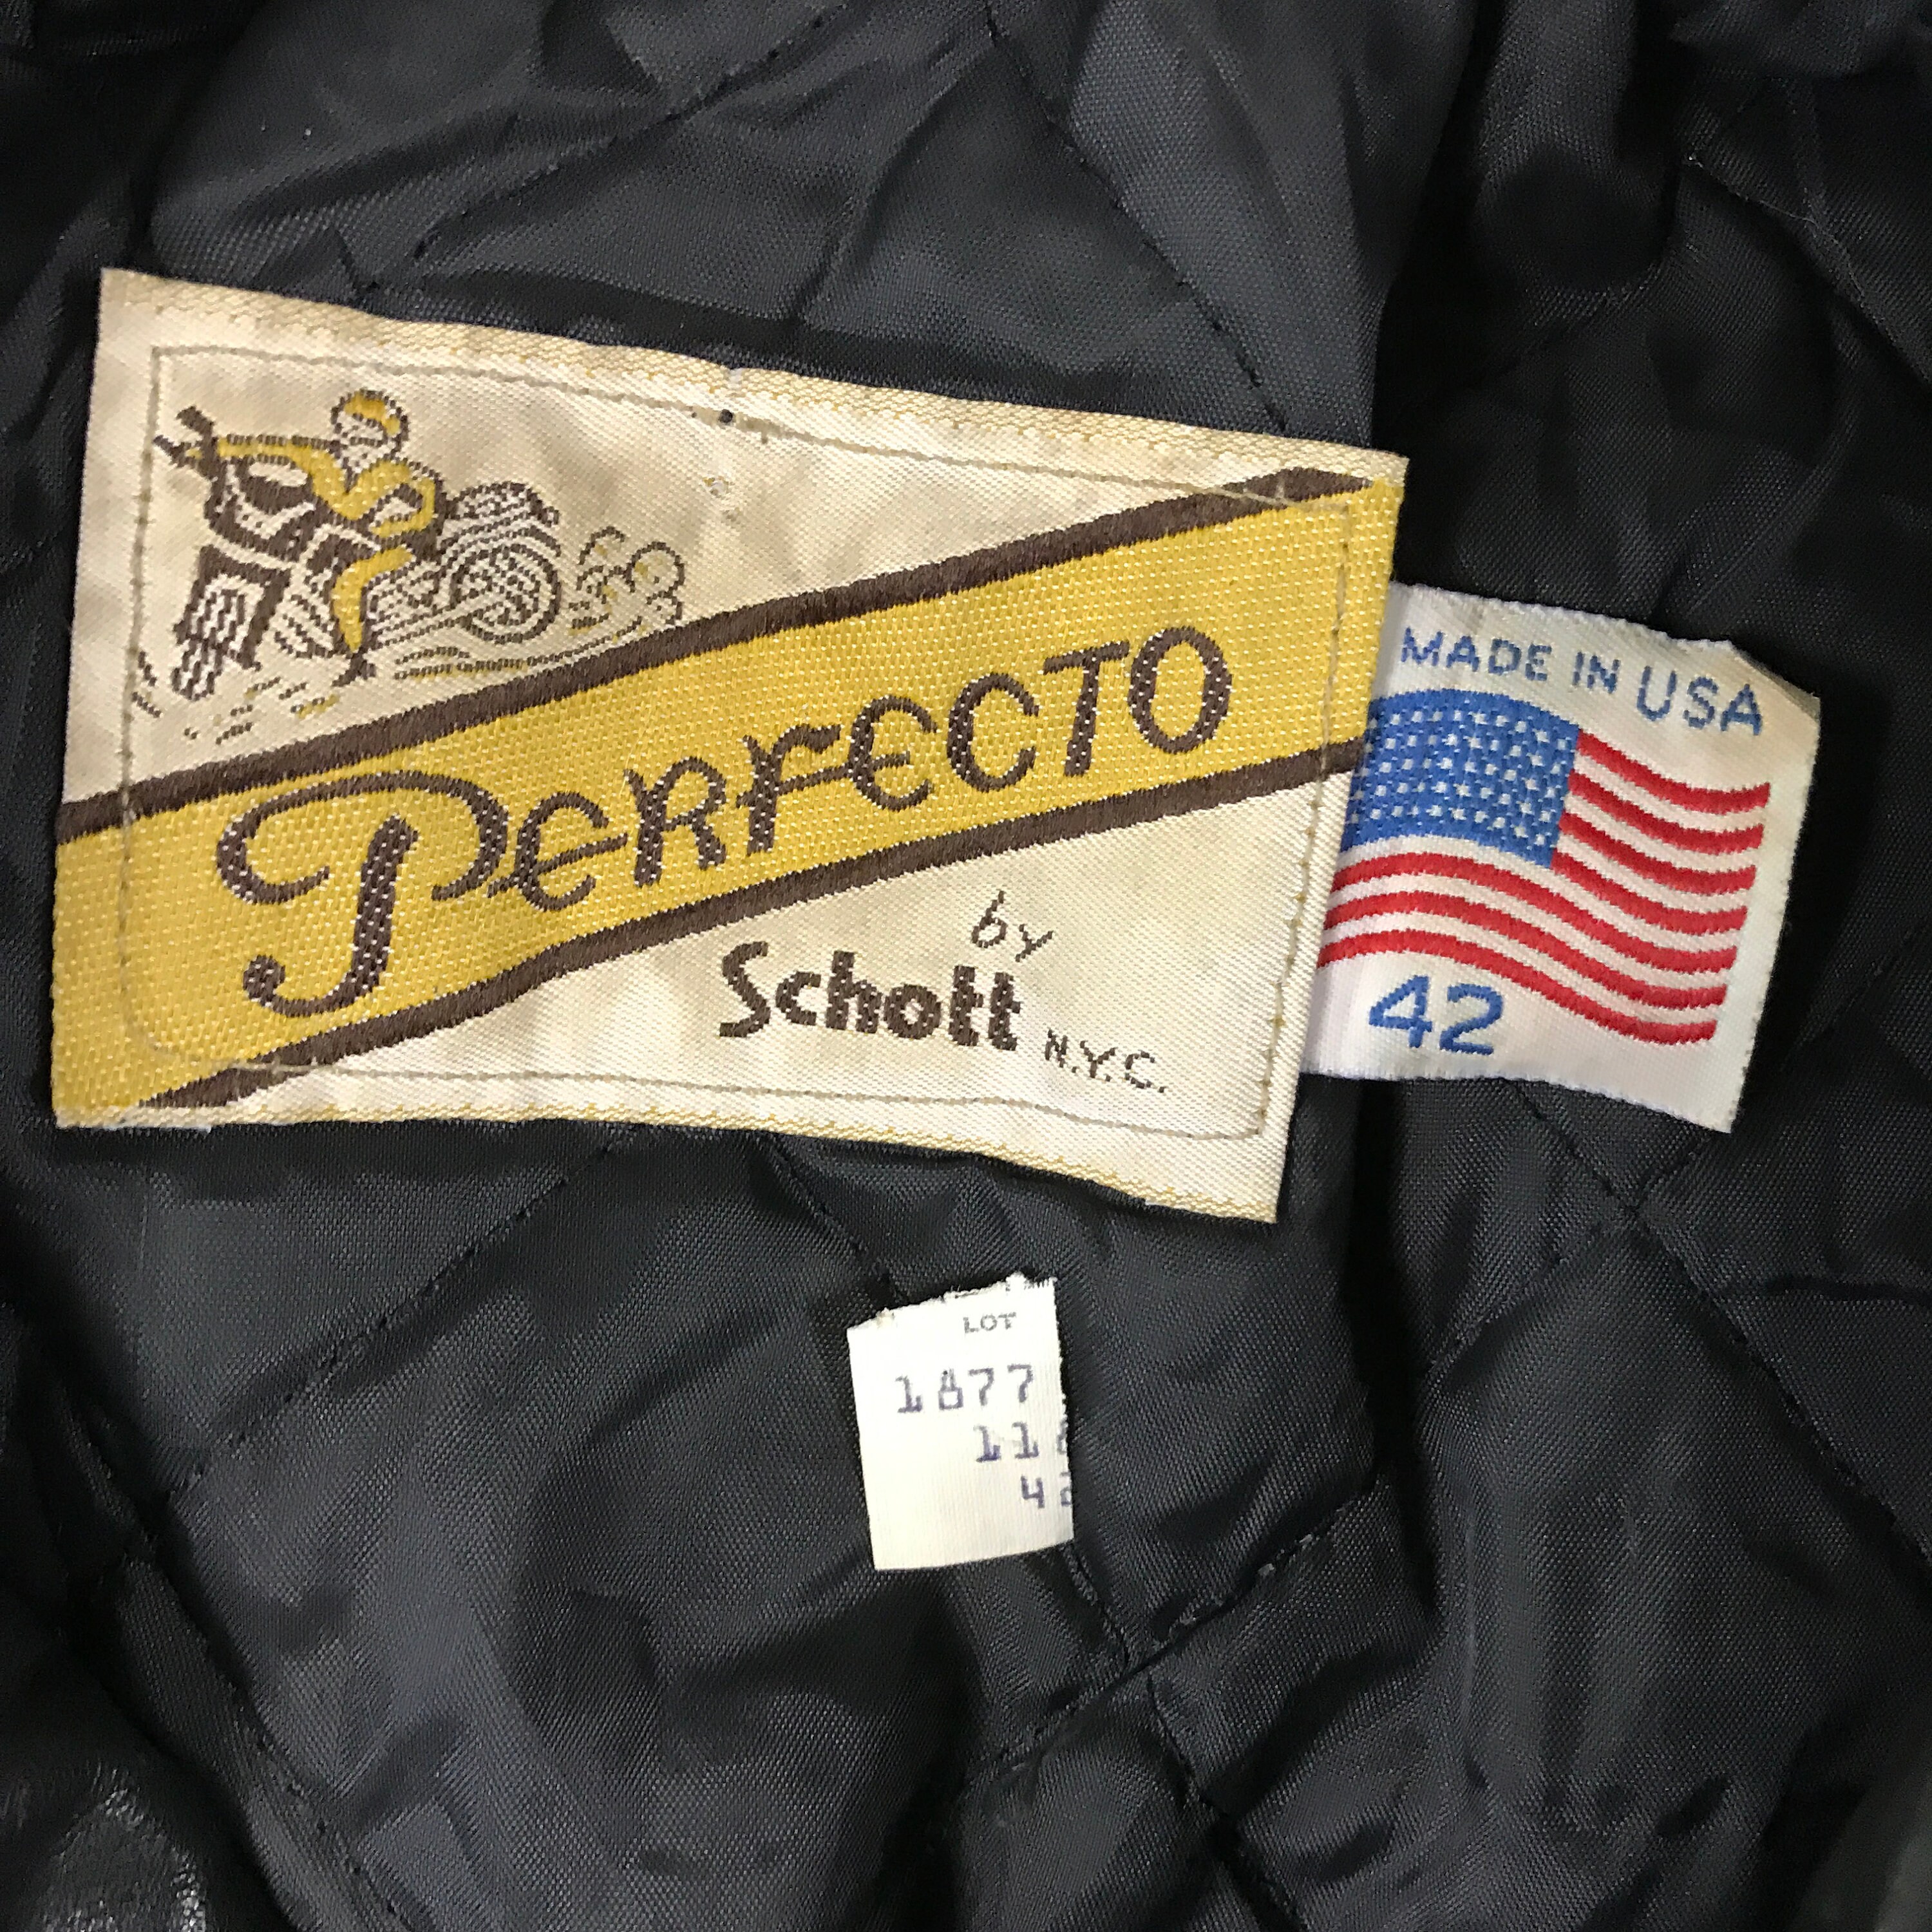 PERFECTO
by
Schott N.Y.C.
MADE IN USA
42
LOT
1877